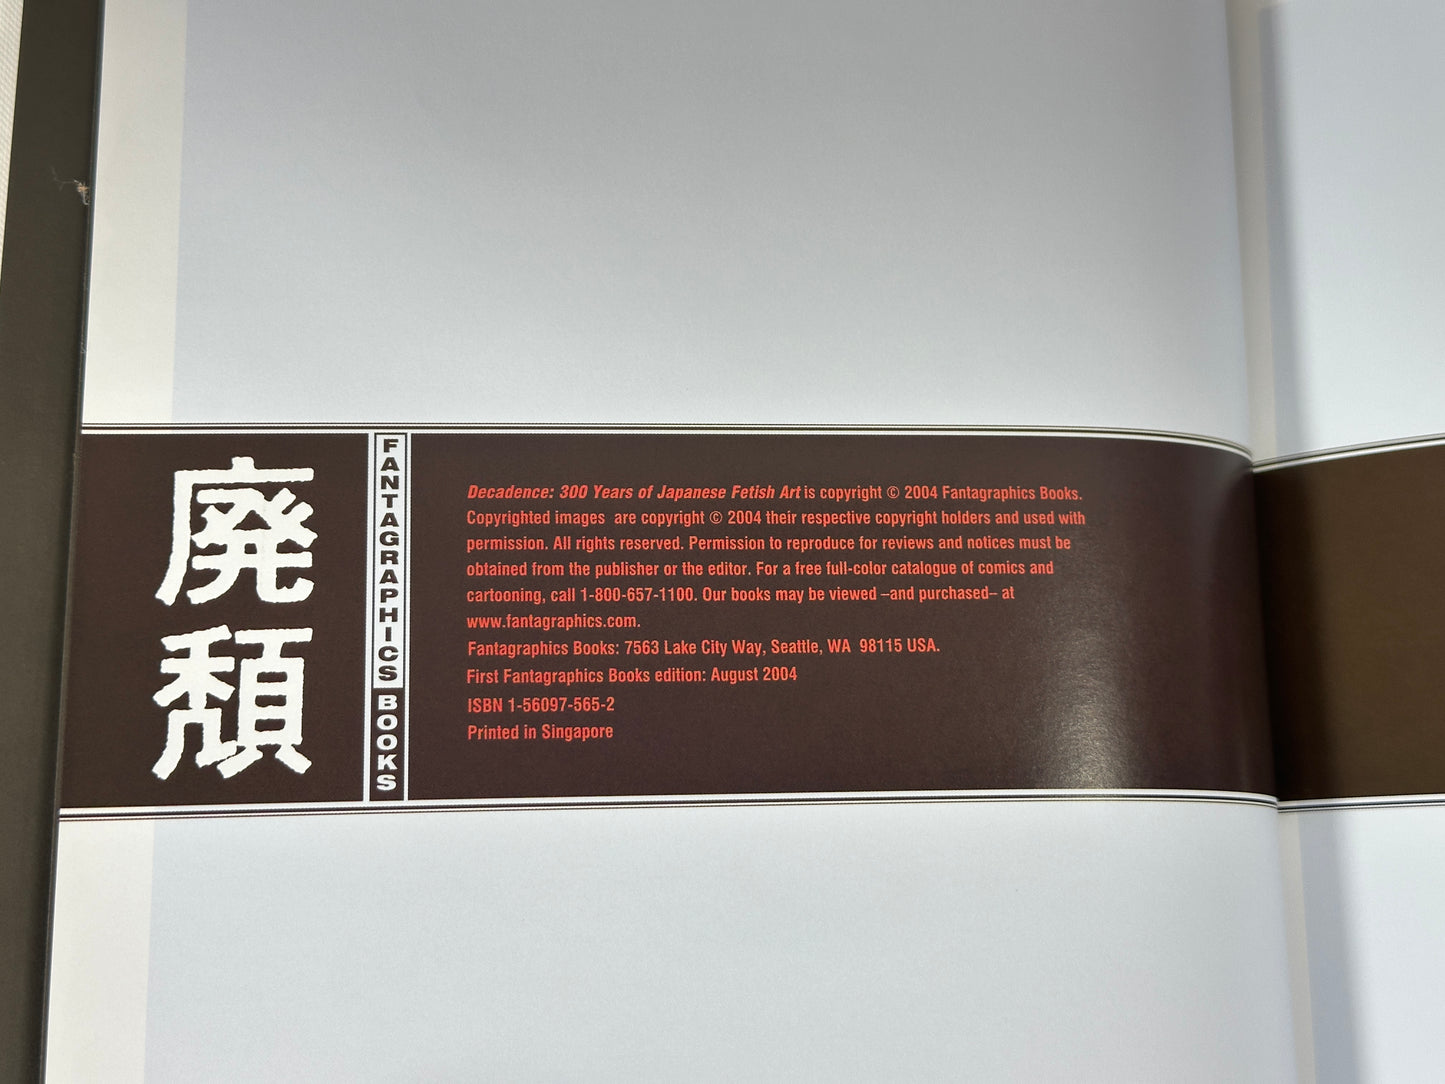 廃
頽
FANTAGRAPHICS BOOKS
Decadence: 300 Years of Japanese Fetish Art is copyright © 2004 Fantagraphics Books.
Copyrighted images  are copyright © 2004 their respective copyright holders and used with
permission. All rights reserved. Permission to reproduce for reviews and notices must be
obtained from the publisher or the editor. For a free full-color catalogue of comics and
cartooning, call 1-800-657-1100. Our books may be viewed –and purchased– at
www.fantagraphics.com.
Fantagraphics Books: 7563 Lake City Way, Seattle, WA  98115 USA.
First Fantagraphics Books edition: August 2004
ISBN 1-56097-565-2
Printed in Singapore